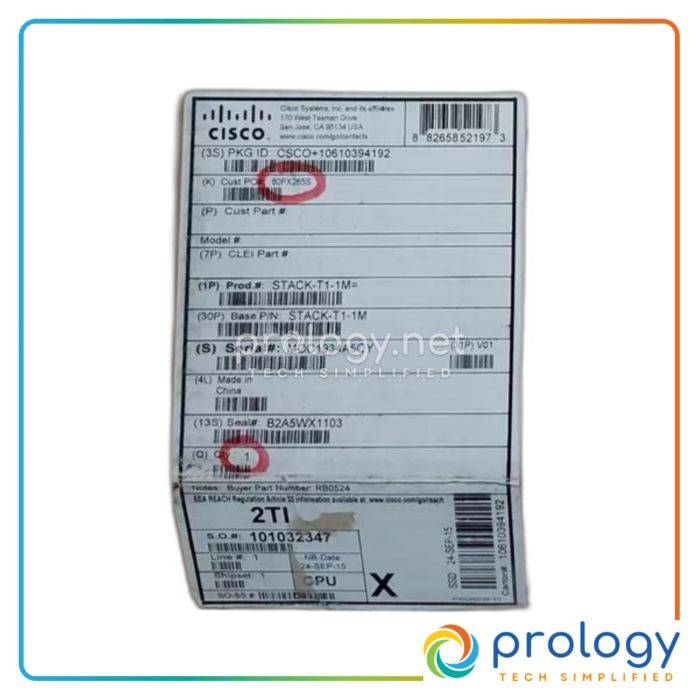 CISCO
Cisco Systems, Inc. and its affiliates
170 West Tasman Drive
San Jose, CA 95134 USA
www.cisco.com/go/contacts
8 82658 52197 3
(3S) PKG ID: CSCO+10610394192
(K) Cust PO#: 80PX265S
(P) Cust Part #:
Model #:
(7P) CLEI Part #:
(1P) Prod.#: STACK-T1-1M=
(30P) Base P/N: STACK-T1-1M
prology.net
TECH SIMPLIFIED
(S) Serial #:
V01
(4L) Made in
China
(13S) Seal#: B2A5WX1103
(Q) Qty: 1
Notes: Buyer Part Number: RB0524
EEA REACH Regulation Article 33 information available at: www.cisco.com/go/reach
2TI
S.O.#: 101032347
Line #: 1
NB-Date
24-SEP-15
Shipset: 1
CPU
SO-SS #
X
SSD 24-SEP-15
Canon#: 10610394192
prology
TECH SIMPLIFIED